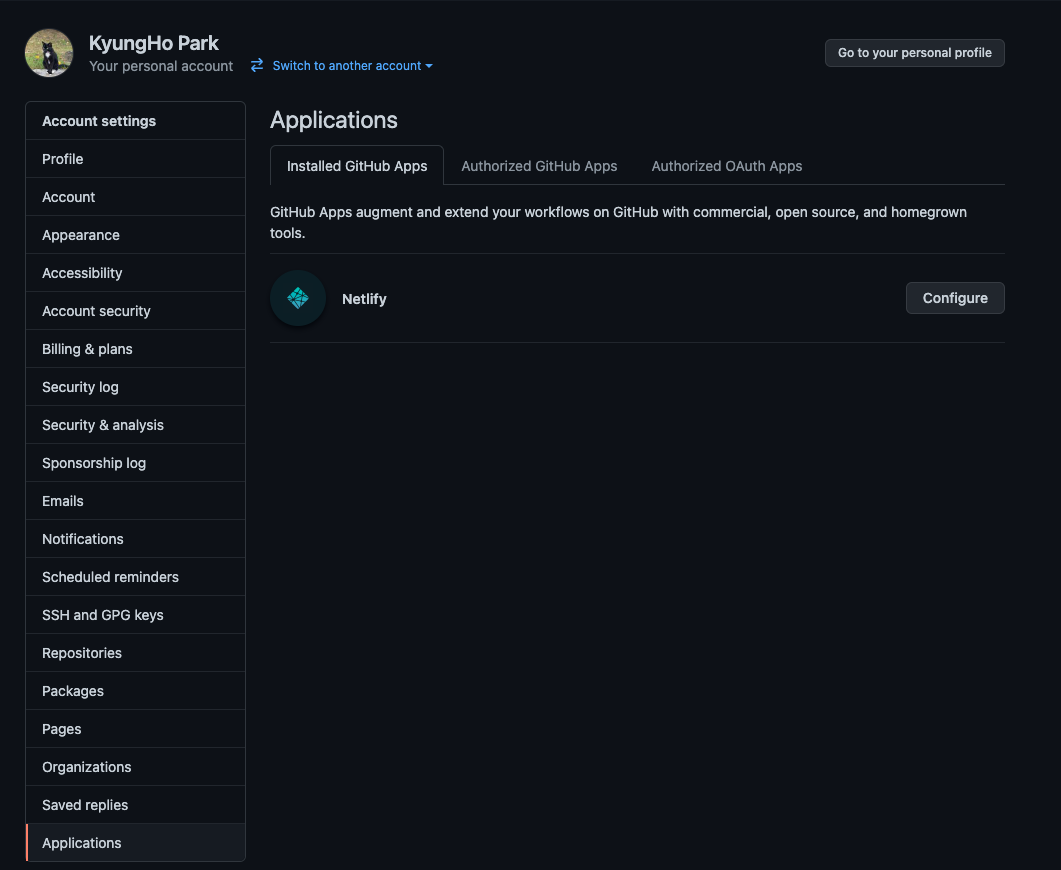 KyungHo Park
Your personal account
Switch to another account
Go to your personal profile
Account settings
Profile
Account
Appearance
Accessibility
Account security
Billing & plans
Security log
Security & analysis
Sponsorship log
Emails
Notifications
Scheduled reminders
SSH and GPG keys
Repositories
Packages
Pages
Organizations
Saved replies
Applications
Applications
Installed GitHub Apps
Authorized GitHub Apps
Authorized OAuth Apps
GitHub Apps augment and extend your workflows on GitHub with commercial, open source, and homegrown
tools.
Netlify
Configure